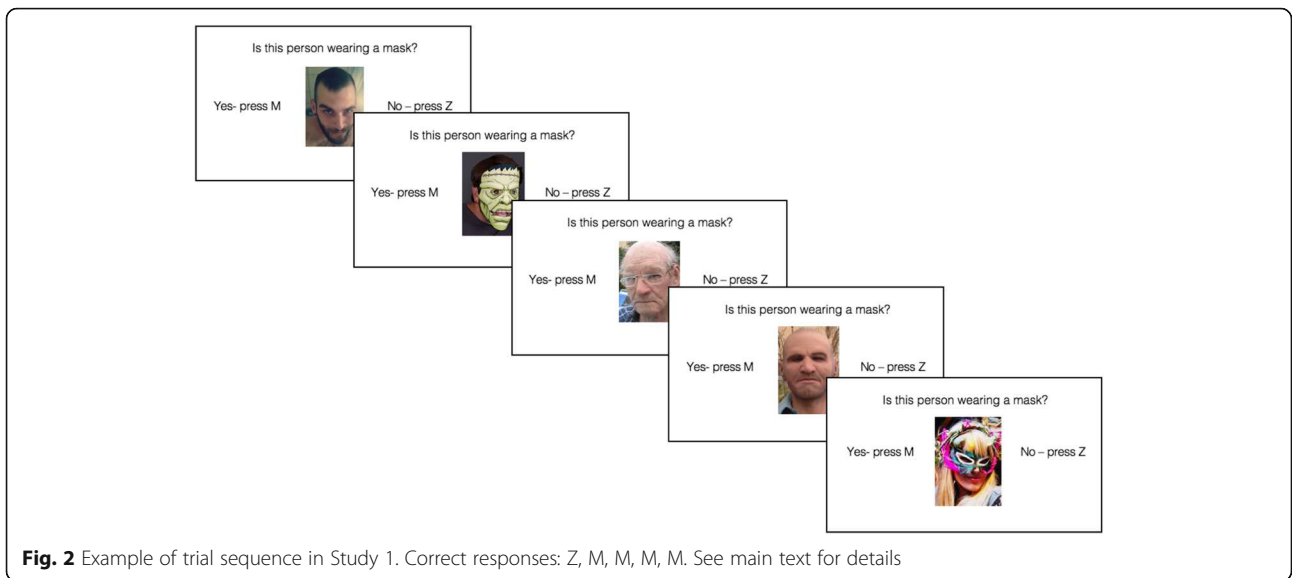 Is this person wearing a mask?
Yes- press M No – press Z
Is this person wearing a mask?
Yes- press M No – press Z
Is this person wearing a mask?
Yes- press M No – press Z
Is this person wearing a mask?
Yes- press M No – press Z
Is this person wearing a mask?
Yes- press M No – press Z
Fig. 2 Example of trial sequence in Study 1. Correct responses: Z, M, M, M, M. See main text for details